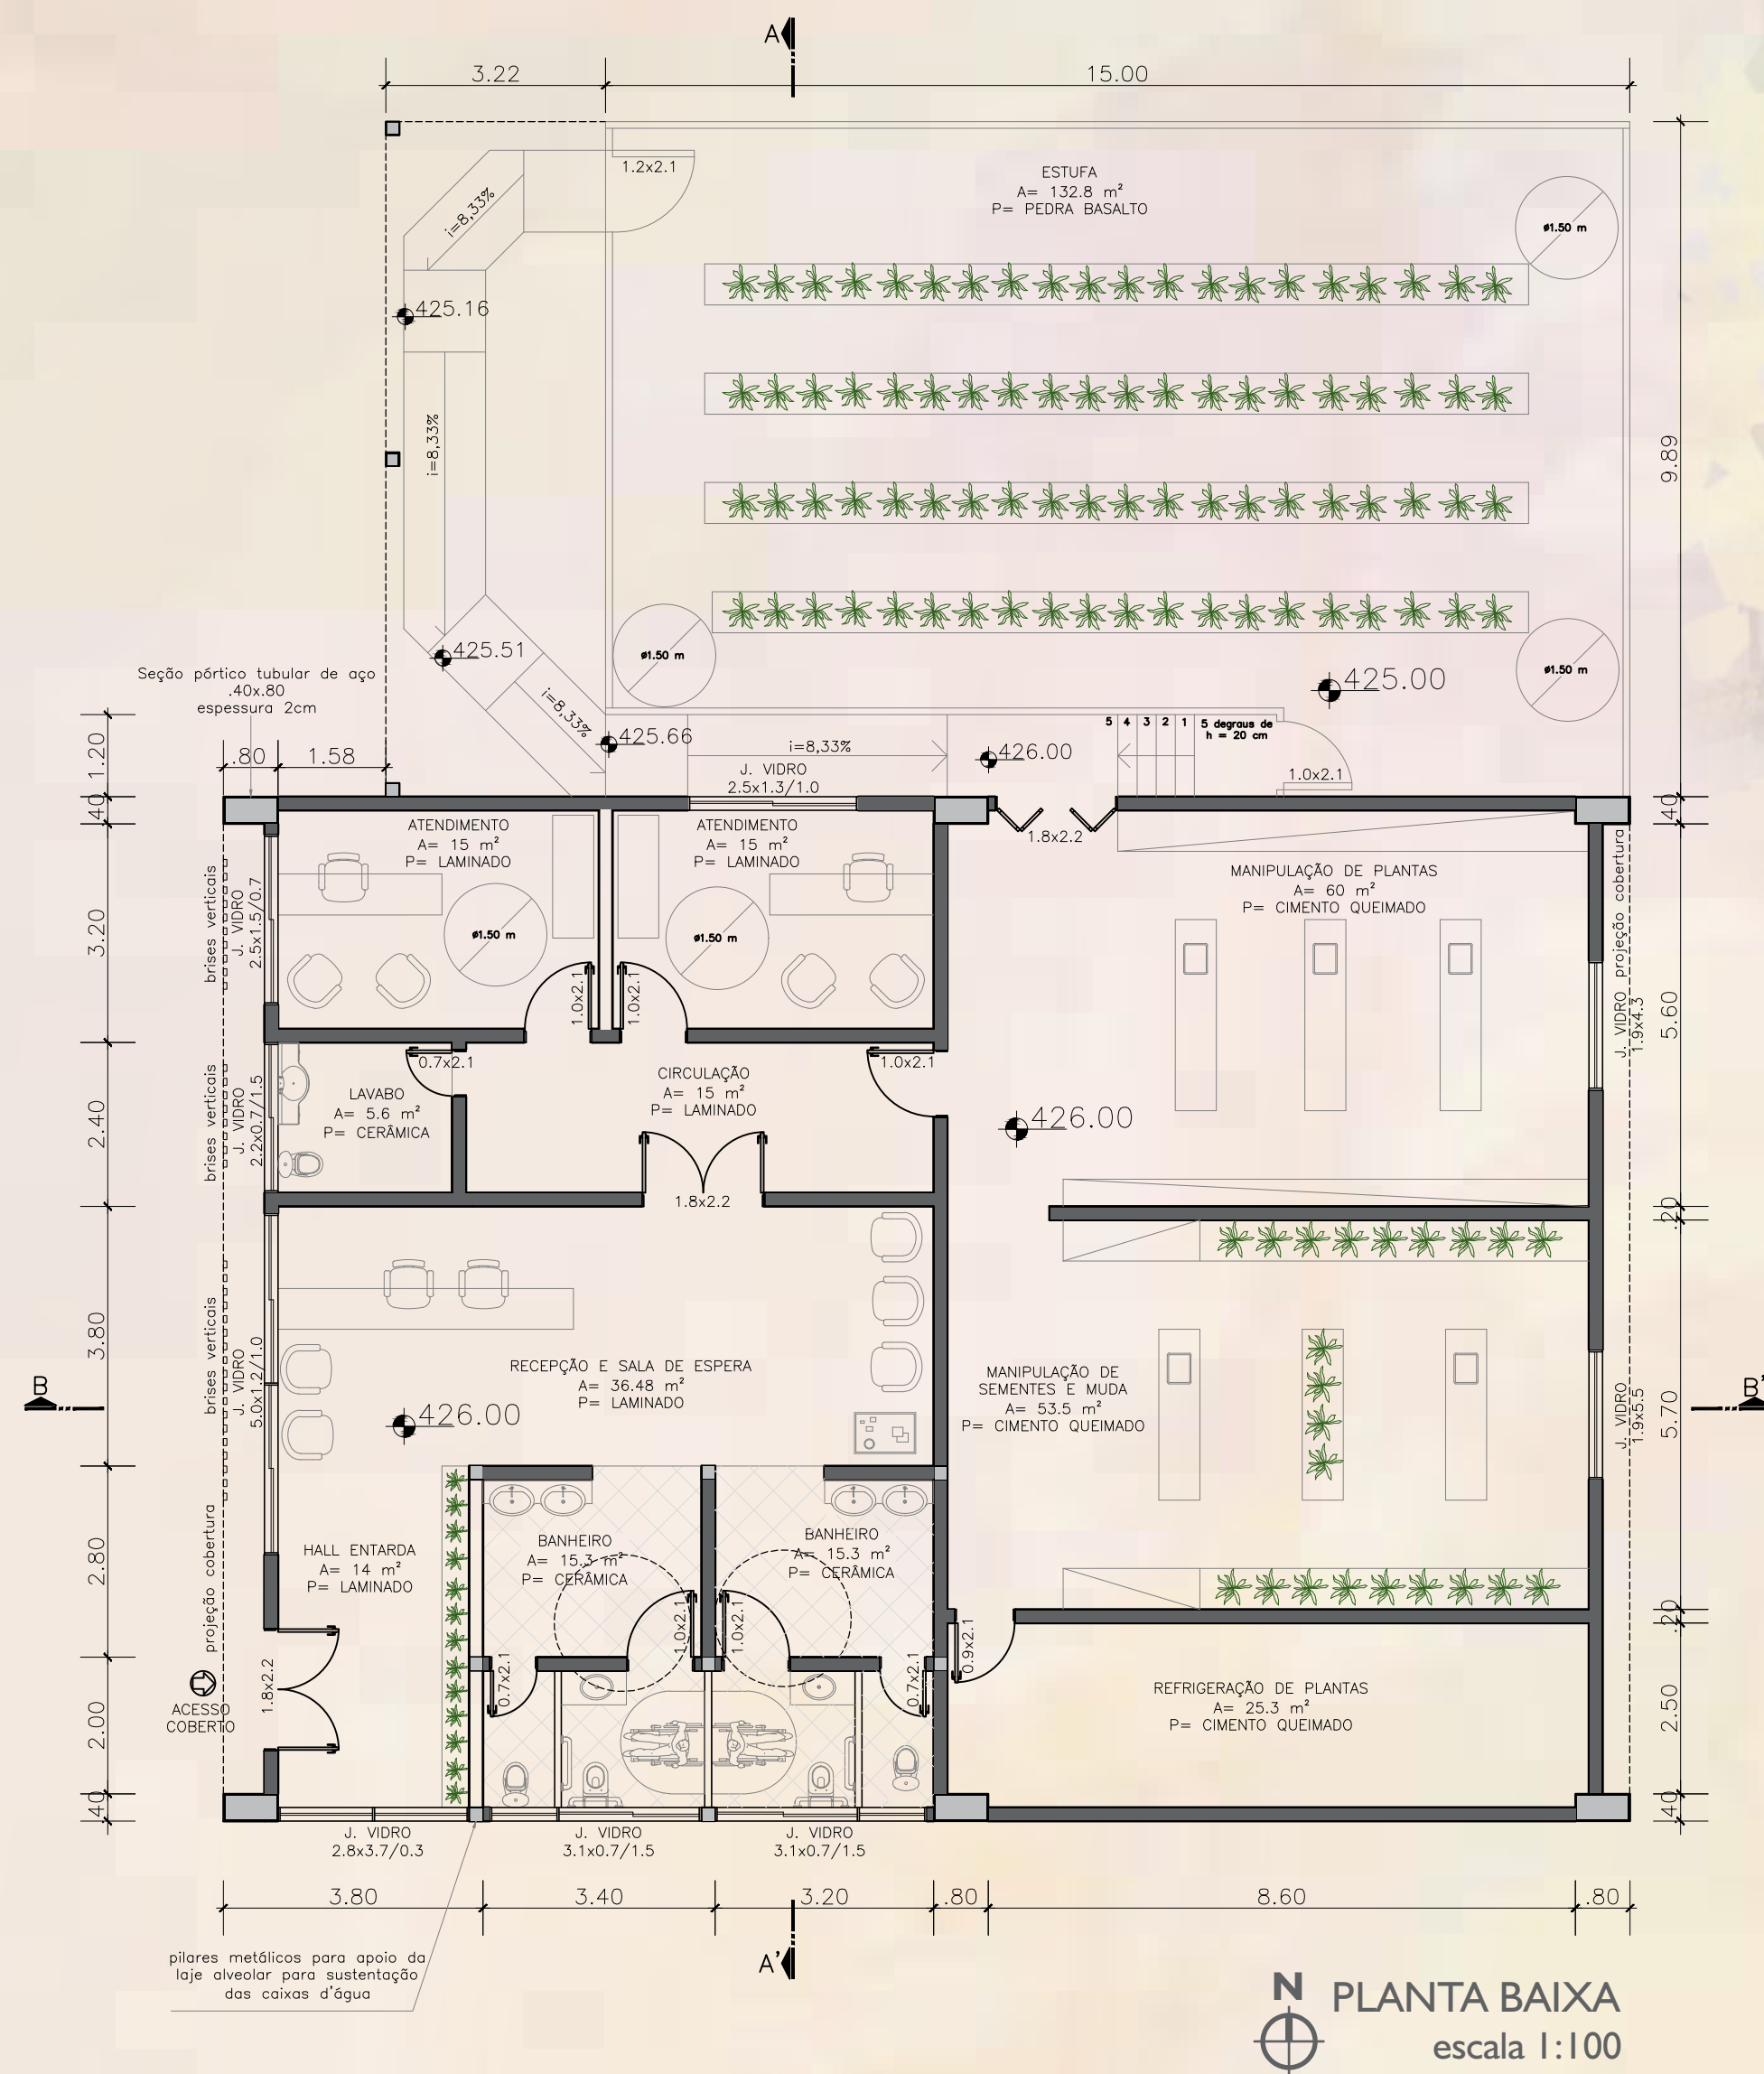 A
3.22
15.00
1.2x2.1
ESTUFA
A= 132.8 m²
P= PEDRA BASALTO
ø1.50 m
i=8,33%
425.16
i=8,33%
9.89
425.51
ø1.50 m
ø1.50 m
425.00
Seção pórtico tubular de aço
.40x.80
espessura 2cm
i=8,33%
425.66
i=8,33%
426.00
5 4 3 2 1
5 degraus de
h = 20 cm
1.0x2.1
1.20
.80
1.58
J. VIDRO
2.5x1.3/1.0
.40
.40
1.8x2.2
ATENDIMENTO
A= 15 m²
P= LAMINADO
ATENDIMENTO
A= 15 m²
P= LAMINADO
MANIPULAÇÃO DE PLANTAS
A= 60 m²
P= CIMENTO QUEIMADO
brises verticais
J. VIDRO
2.5x1.5/0.7
3.20
ø1.50 m
ø1.50 m
1.0x2.1
1.0x2.1
projeção cobertura
J. VIDRO
1.9x4.3
5.60
0.7x2.1
1.0x2.1
CIRCULAÇÃO
A= 15 m²
P= LAMINADO
LAVABO
A= 5.6 m²
P= CERÂMICA
brises verticais
J. VIDRO
2.2x0.7/1.5
2.40
426.00
1.8x2.2
.20
3.80
brises verticais
J. VIDRO
5.0x1.2/1.0
RECEPÇÃO E SALA DE ESPERA
A= 36.48 m²
P= LAMINADO
426.00
MANIPULAÇÃO DE
SEMENTES E MUDA
A= 53.5 m²
P= CIMENTO QUEIMADO
J. VIDRO
1.9x5.5
5.70
B
B'
HALL ENTARDA
A= 14 m²
P= LAMINADO
BANHEIRO
A= 15.3 m²
P= CERÂMICA
BANHEIRO
A= 15.3 m²
P= CERÂMICA
2.80
projeção cobertura
1.0x2.1
1.0x2.1
0.7x2.1
0.7x2.1
0.9x2.1
.20
ACESSO
COBERTO
1.8x2.2
2.00
REFRIGERAÇÃO DE PLANTAS
A= 25.3 m²
P= CIMENTO QUEIMADO
2.50
.40
.40
J. VIDRO
2.8x3.7/0.3
J. VIDRO
3.1x0.7/1.5
J. VIDRO
3.1x0.7/1.5
3.80
3.40
3.20
.80
8.60
.80
A'
pilares metálicos para apoio da
laje alveolar para sustentação
das caixas d'água
N
PLANTA BAIXA
escala 1:100